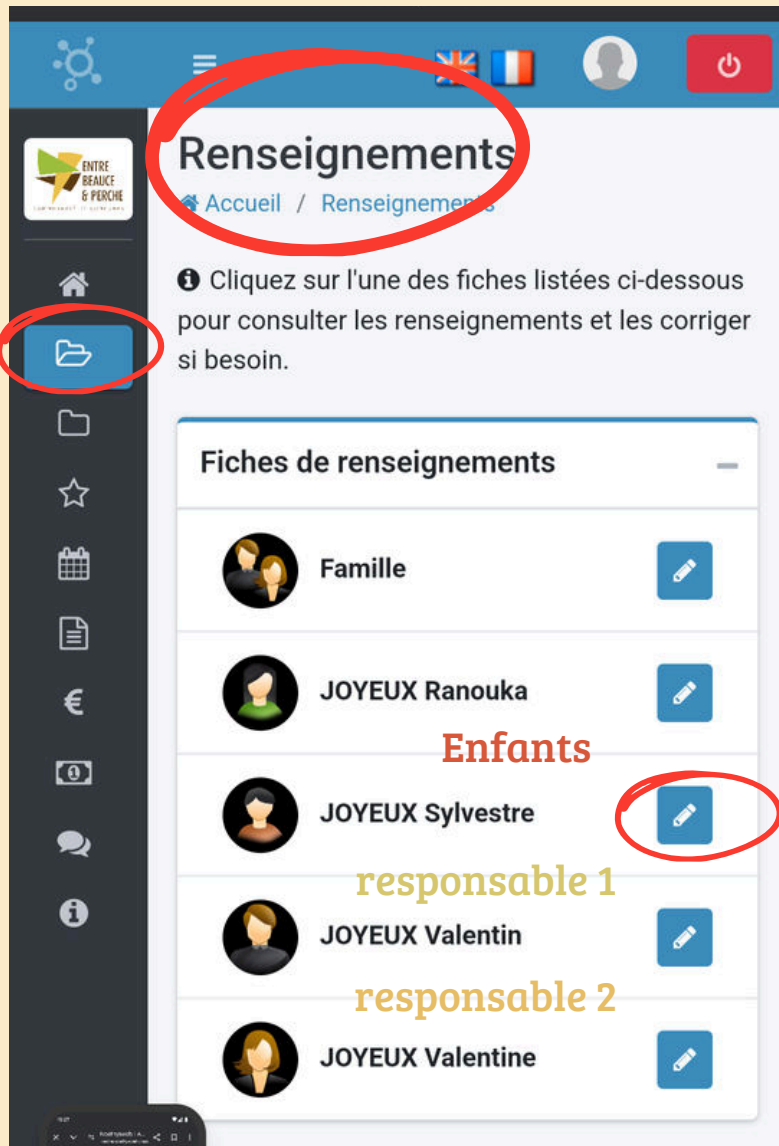 Renseignements
Accueil / Renseignements
ENTRE
BEAUCE
& PERCHE
Cliquez sur l'une des fiches listées ci-dessous
pour consulter les renseignements et les corriger
si besoin.
Fiches de renseignements
Famille
JOYEUX Ranouka
Enfants
JOYEUX Sylvestre
responsable 1
JOYEUX Valentin
responsable 2
JOYEUX Valentine